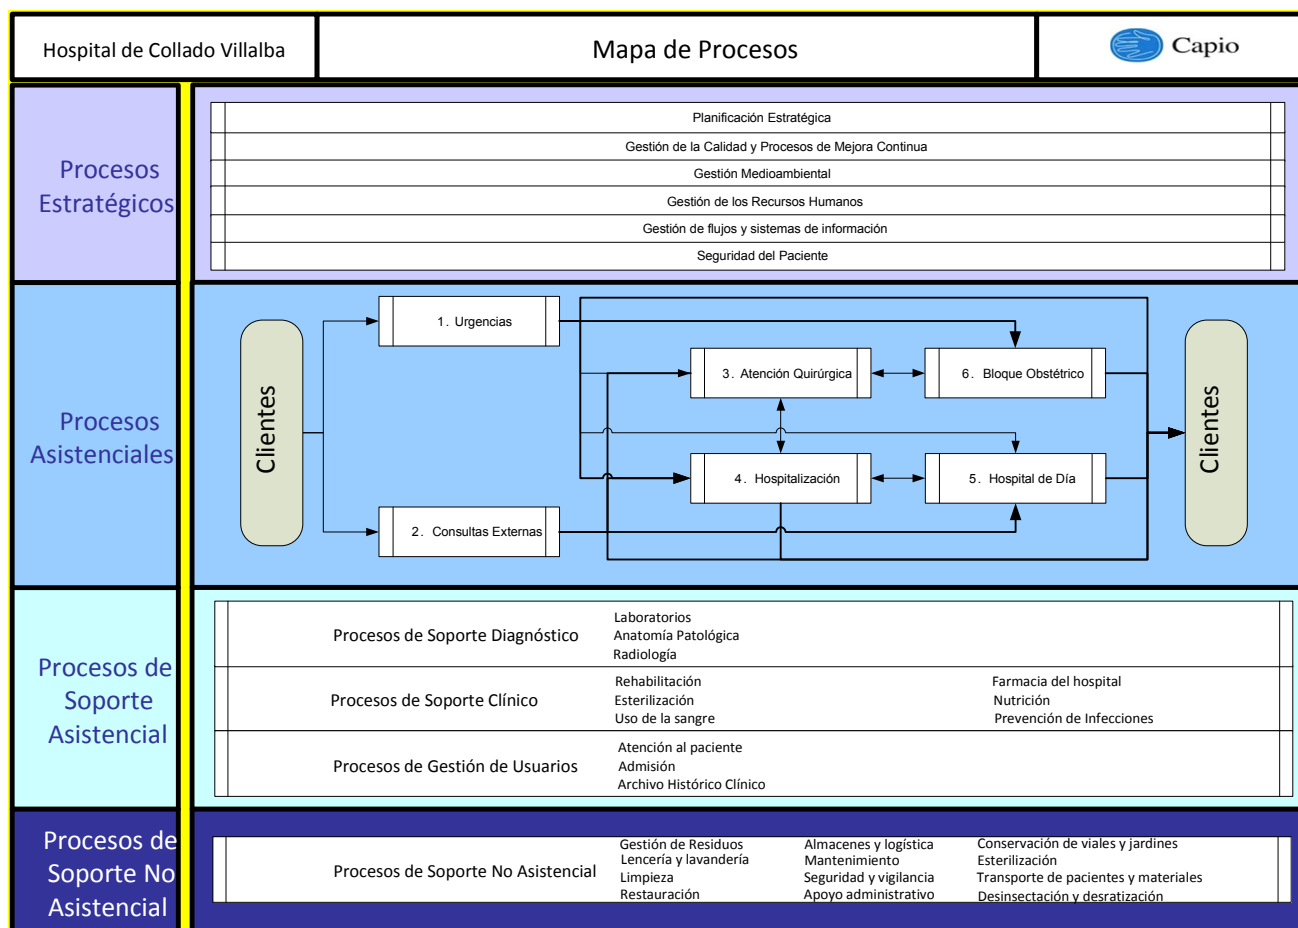 Hospital de Collado Villalba
Mapa de Procesos
Capio
Procesos
Estratégicos
Planificación Estratégica
Gestión de la Calidad y Procesos de Mejora Continua
Gestión Medioambiental
Gestión de los Recursos Humanos
Gestión de flujos y sistemas de información
Seguridad del Paciente
Procesos
Asistenciales
Clientes
1. Urgencias
2. Consultas Externas
3. Atención Quirúrgica
6. Bloque Obstétrico
4. Hospitalización
5. Hospital de Día
Clientes
Procesos de
Soporte
Asistencial
Procesos de Soporte Diagnóstico
Laboratorios
Anatomía Patológica
Radiología
Procesos de Soporte Clínico
Rehabilitación
Esterilización
Uso de la sangre
Farmacia del hospital
Nutrición
Prevención de Infecciones
Procesos de Gestión de Usuarios
Atención al paciente
Admisión
Archivo Histórico Clínico
Procesos de
Soporte No
Asistencial
Procesos de Soporte No Asistencial
Gestión de Residuos
Lencería y lavandería
Limpieza
Restauración
Almacenes y logística
Mantenimiento
Seguridad y vigilancia
Apoyo administrativo
Conservación de viales y jardines
Esterilización
Transporte de pacientes y materiales
Desinsectación y desratización